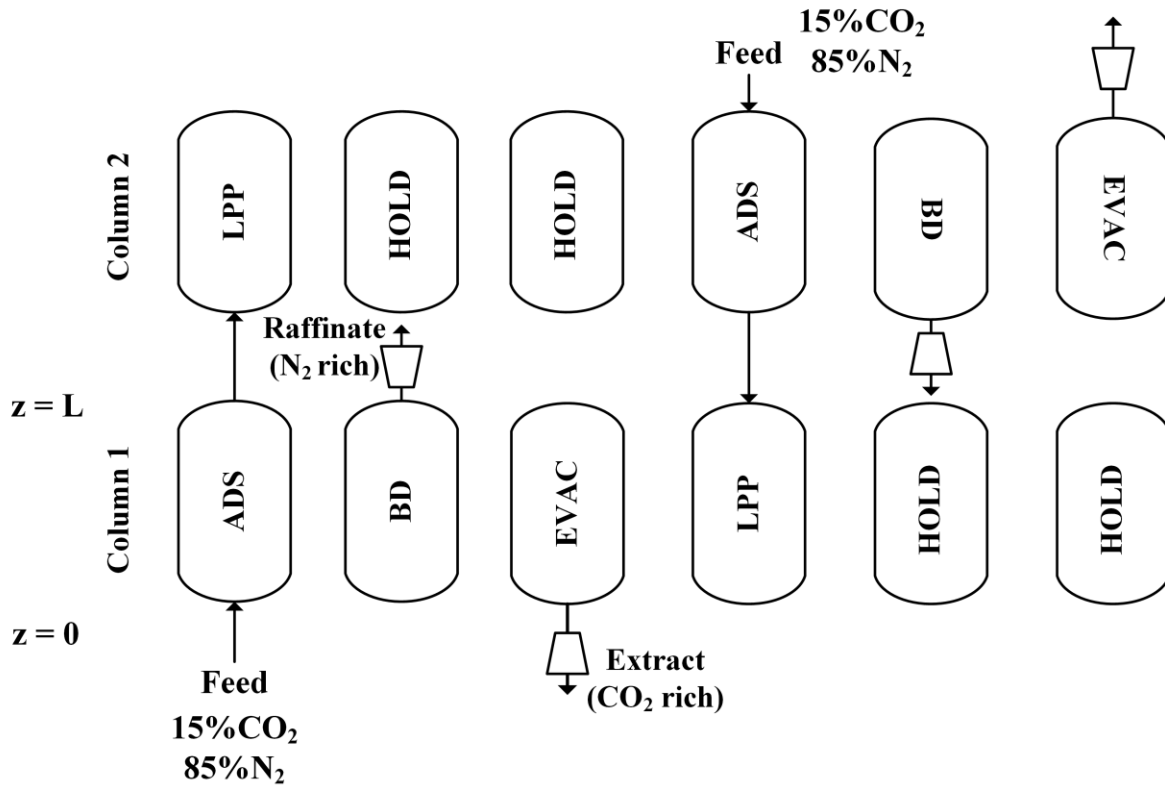 15%CO₂
Feed 85%N₂
Column 2
LPP
HOLD
HOLD
ADS
BD
EVAC
Raffinate
(N₂ rich)
z = L
Column 1
ADS
BD
EVAC
LPP
HOLD
HOLD
z = 0
Feed
15%CO₂
85%N₂
Extract
(CO₂ rich)